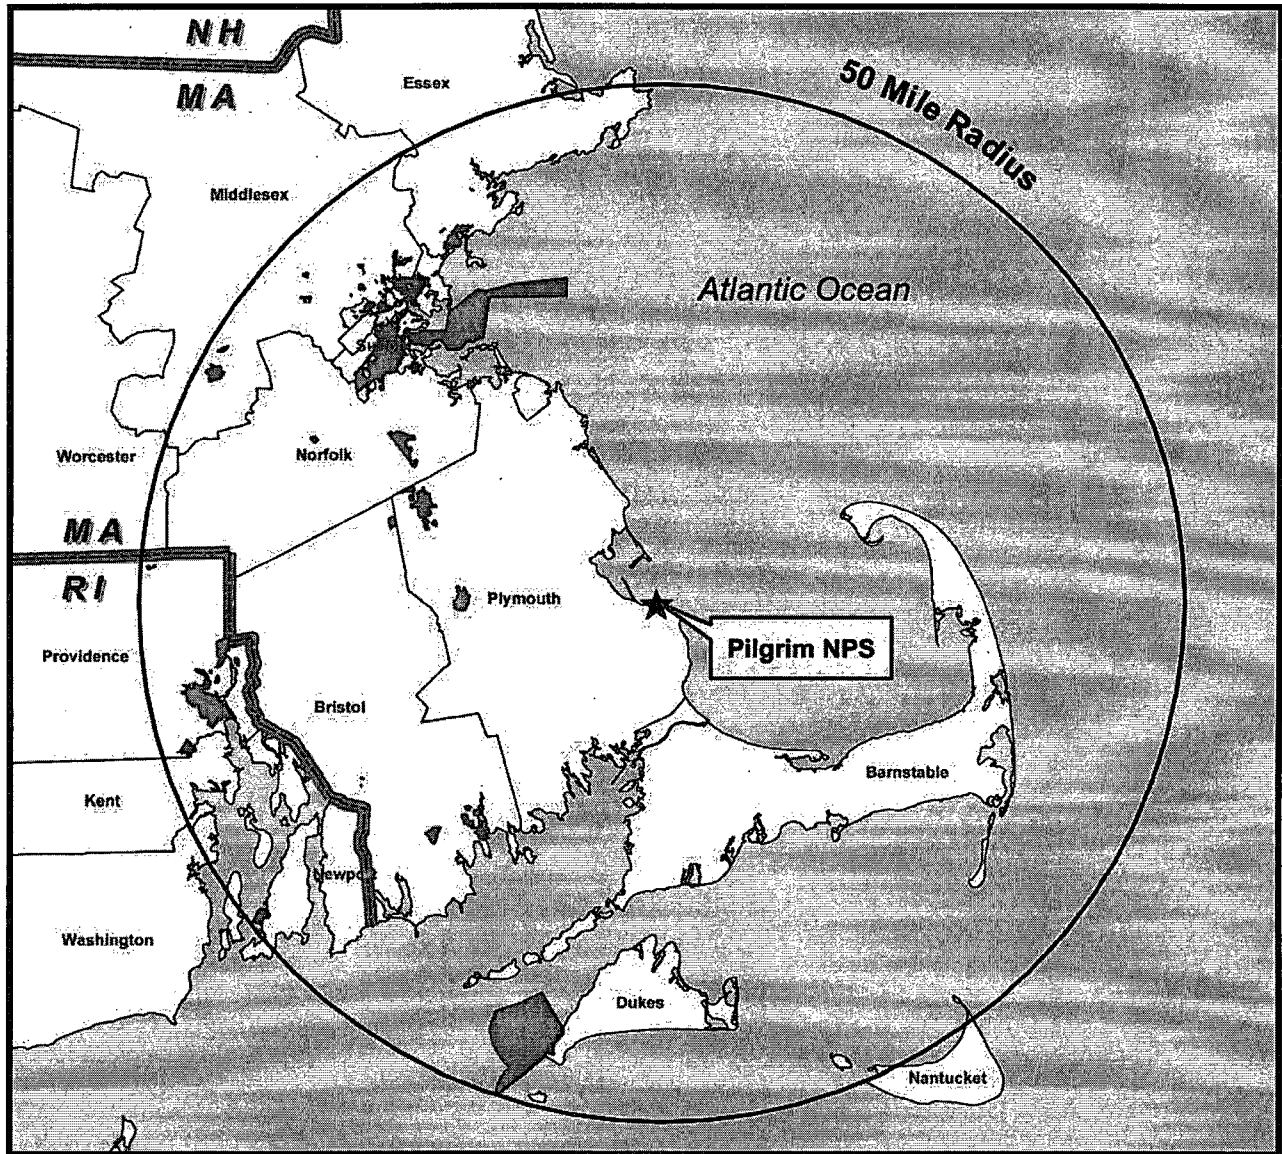 NH
Essex
MA
50 Mile Radius
Middlesex
Atlantic Ocean
Worcester
Norfolk
MA
RI
Plymouth
Providence
Pilgrim NPS
Bristol
Barnstable
Kent
Washington
Dukes
Nantucket